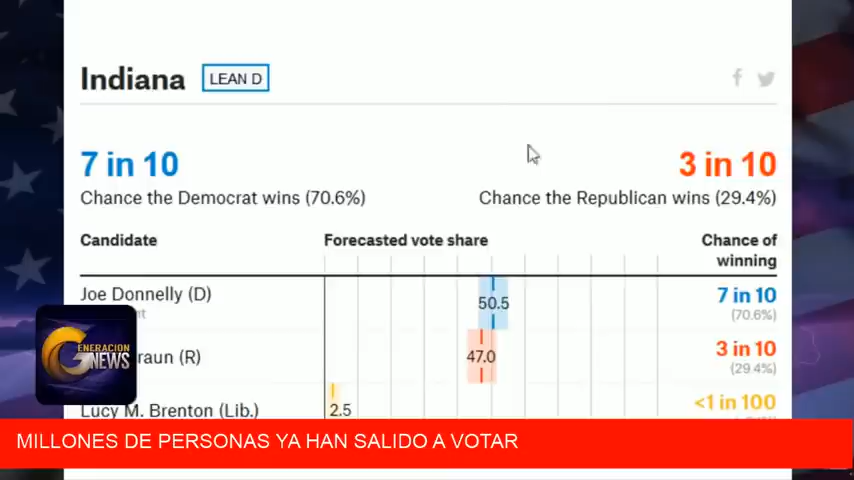 Indiana LEAN D
7 in 10 3 in 10
Chance the Democrat wins (70.6%) Chance the Republican wins (29.4%)
Candidate Forecasted vote share Chance of
winning
Joe Donnelly (D) 50.5 7 in 10
(70.6%)
(R) 47.0 3 in 10
(29.4%)
Lucy M. Brenton (Lib.) 2.5 <1 in 100
GENERACION
NEWS
MILLONES DE PERSONAS YA HAN SALIDO A VOTAR